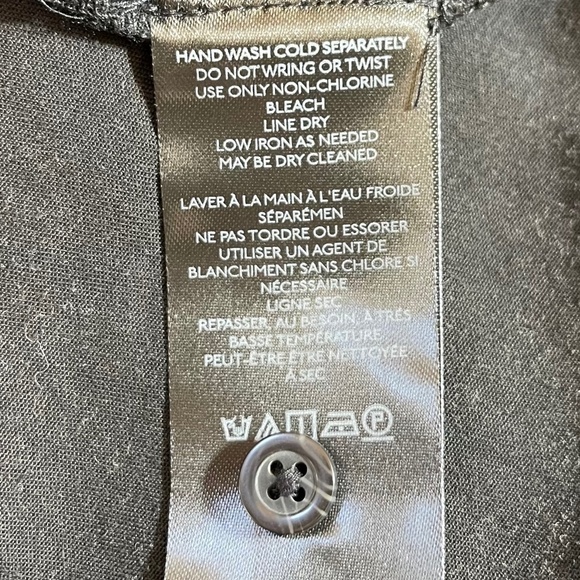 HAND WASH COLD SEPARATELY
DO NOT WRING OR TWIST
USE ONLY NON-CHLORINE
BLEACH
LINE DRY
LOW IRON AS NEEDED
MAY BE DRY CLEANED
LAVER À LA MAIN À L'EAU FROIDE
SÉPARÉMEN
NE PAS TORDRE OU ESSORER
UTILISER UN AGENT DE
BLANCHIMENT SANS CHLORE SI
NÉCESSAIRE
LIGNE SEC
REPASSER, AU BESOIN, À TRÈS
BASSE TEMPÉRATURE
PEUT-ÊTRE ÊTRE NETTOYÉE
À SEC
P